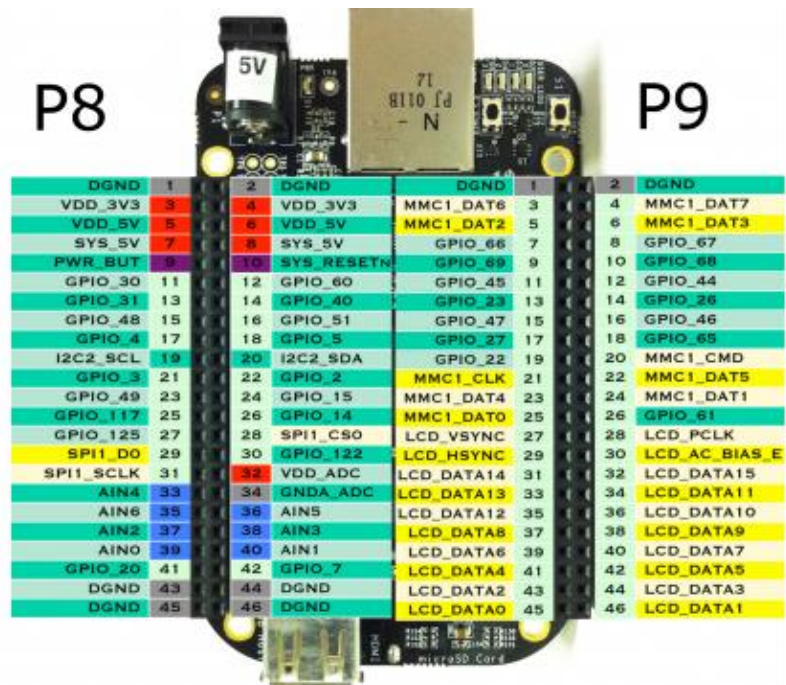 5V
P8
P9
N
PJ 011B
S1
DGND 1 2 DGND DGND 1 2 DGND
VDD_3V3 3 4 VDD_3V3 MMC1_DAT6 3 4 MMC1_DAT7
VDD_5V 5 6 VDD_5V MMC1_DAT2 5 6 MMC1_DAT3
SYS_5V 7 8 SYS_5V GPIO_66 7 8 GPIO_67
PWR_BUT 9 10 SYS_RESETN GPIO_69 9 10 GPIO_68
GPIO_30 11 12 GPIO_60 GPIO_45 11 12 GPIO_44
GPIO_31 13 14 GPIO_40 GPIO_23 13 14 GPIO_26
GPIO_48 15 16 GPIO_51 GPIO_47 15 16 GPIO_46
GPIO_4 17 18 GPIO_5 GPIO_27 17 18 GPIO_65
I2C2_SCL 19 20 I2C2_SDA GPIO_22 19 20 MMC1_CMD
GPIO_3 21 22 GPIO_2 MMC1_CLK 21 22 MMC1_DAT5
GPIO_49 23 24 GPIO_15 MMC1_DAT4 23 24 MMC1_DAT1
GPIO_117 25 26 GPIO_14 MMC1_DAT0 25 26 GPIO_61
GPIO_125 27 28 SPI1_CS0 LCD_VSYNC 27 28 LCD_PCLK
SPI1_D0 29 30 GPIO_122 LCD_HSYNC 29 30 LCD_AC_BIAS_E
SPI1_SCLK 31 32 VDD_ADC LCD_DATA14 31 32 LCD_DATA15
AIN4 33 34 GNDA_ADC LCD_DATA13 33 34 LCD_DATA11
AIN6 35 36 AIN5 LCD_DATA12 35 36 LCD_DATA10
AIN2 37 38 AIN3 LCD_DATA8 37 38 LCD_DATA9
AIN0 39 40 AIN1 LCD_DATA6 39 40 LCD_DATA7
GPIO_20 41 42 GPIO_7 LCD_DATA4 41 42 LCD_DATA5
DGND 43 44 DGND LCD_DATA2 43 44 LCD_DATA3
DGND 45 46 DGND LCD_DATA0 45 46 LCD_DATA1
HDMI
microSD Card